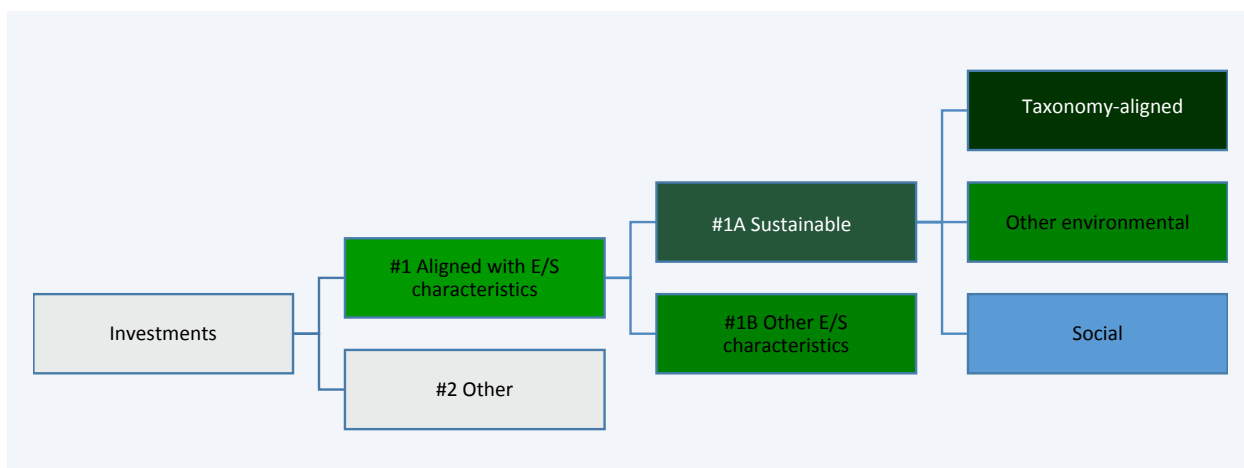 Investments
#1 Aligned with E/S
characteristics
#2 Other
#1A Sustainable
#1B Other E/S
characteristics
Taxonomy-aligned
Other environmental
Social